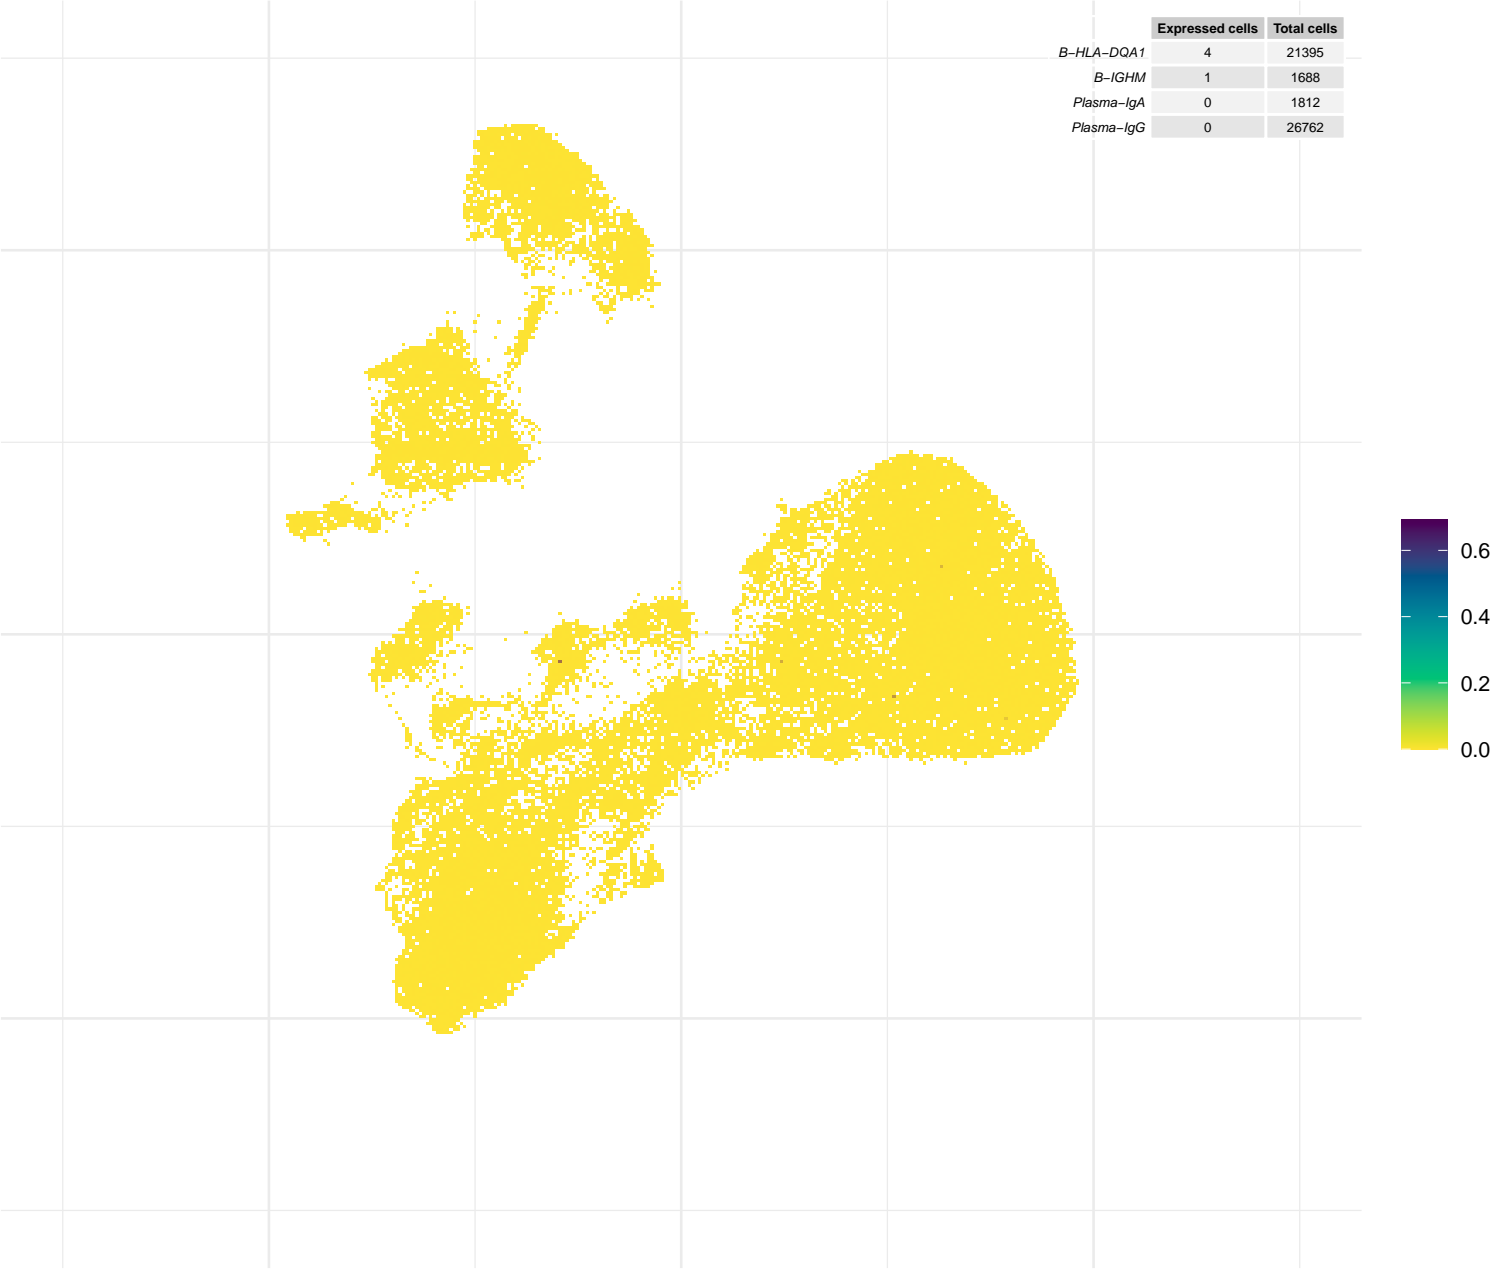 Expressed cells Total cells
B−HLA−DQA1 4 21395
B−IGHM 1 1688
Plasma−IgA 0 1812
Plasma−IgG 0 26762
0.6
0.4
0.2
0.0